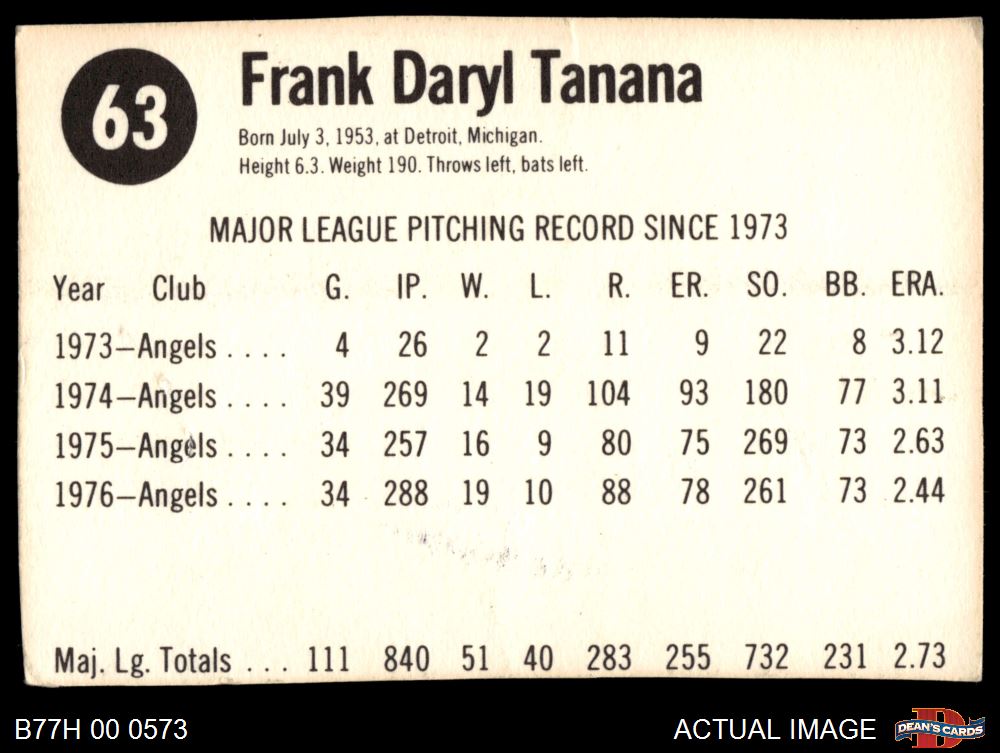 63
Frank Daryl Tanana
Born July 3, 1953, at Detroit, Michigan.
Height 6.3. Weight 190. Throws left, bats left.
MAJOR LEAGUE PITCHING RECORD SINCE 1973
Year Club G. IP. W. L. R. ER. SO. BB. ERA.
1973—Angels .... 4 26 2 2 11 9 22 8 3.12
1974—Angels .... 39 269 14 19 104 93 180 77 3.11
1975—Angels .... 34 257 16 9 80 75 269 73 2.63
1976—Angels .... 34 288 19 10 88 78 261 73 2.44
Maj. Lg. Totals ... 111 840 51 40 283 255 732 231 2.73
B77H 00 0573 ACTUAL IMAGE D DEAN'S CARDS